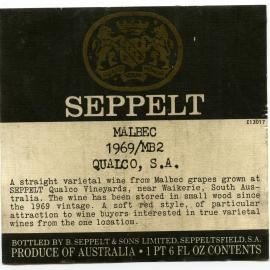 E13017
SEPPELT
MALBEC
1969/MB2
QUALCO, S.A.
A straight varietal wine from Malbec grapes grown at
SEPPELT Qualco Vineyards, near Waikerie, South Aus-
tralia. The wine has been stored in small wood since
the 1969 vintage. A soft red style, of particular
attraction to wine buyers interested in true varietal
wines from the one location.
BOTTLED BY B. SEPPELT & SONS LIMITED, SEPPELTSFIELD, S.A.
PRODUCE OF AUSTRALIA • 1 PT 6 FL OZ CONTENTS